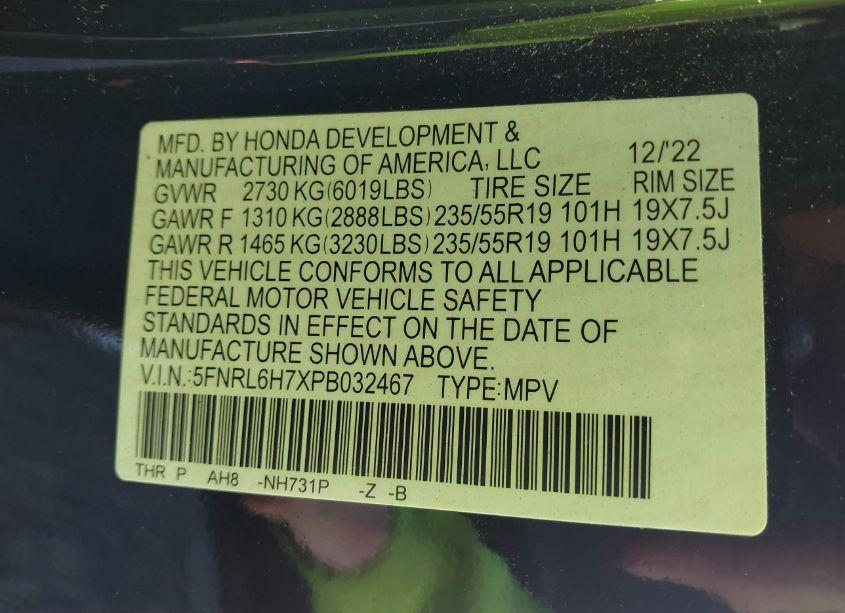 MFD. BY HONDA DEVELOPMENT &
MANUFACTURING OF AMERICA, LLC 12/'22
GVWR 2730 KG(6019LBS) TIRE SIZE RIM SIZE
GAWR F 1310 KG(2888LBS) 235/55R19 101H 19X7.5J
GAWR R 1465 KG(3230LBS) 235/55R19 101H 19X7.5J
THIS VEHICLE CONFORMS TO ALL APPLICABLE
FEDERAL MOTOR VEHICLE SAFETY
STANDARDS IN EFFECT ON THE DATE OF
MANUFACTURE SHOWN ABOVE.
V.I.N.:5FNRL6H7XPB032467 TYPE:MPV
THR P AH8 -NH731P -Z -B